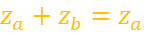 z_a + z_b = z_a